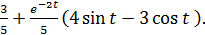 3/5 + e^{-2t}/5 (4 sin t − 3 cos t ).